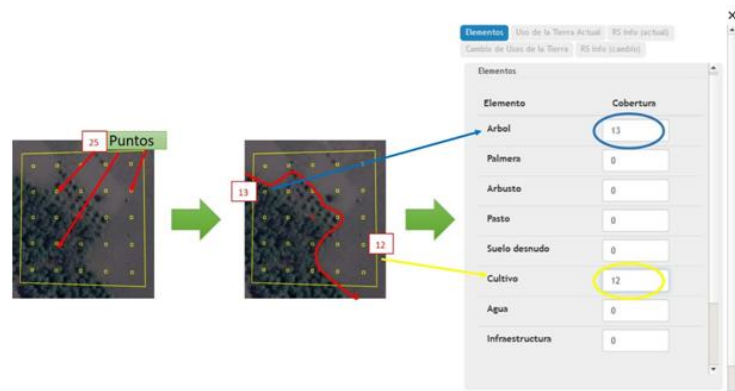 ×
Elementos Uso de la Tierra Actual RS Info (actual)
Cambio de Usos de la Tierra RS Info (cambio)
Elementos
Elemento Cobertura
25 Puntos
Arbol 13
Palmera 0
13
Arbusto 0
Pasto 0
12
Suelo desnudo 0
Cultivo 12
Agua 0
Infraestructura 0